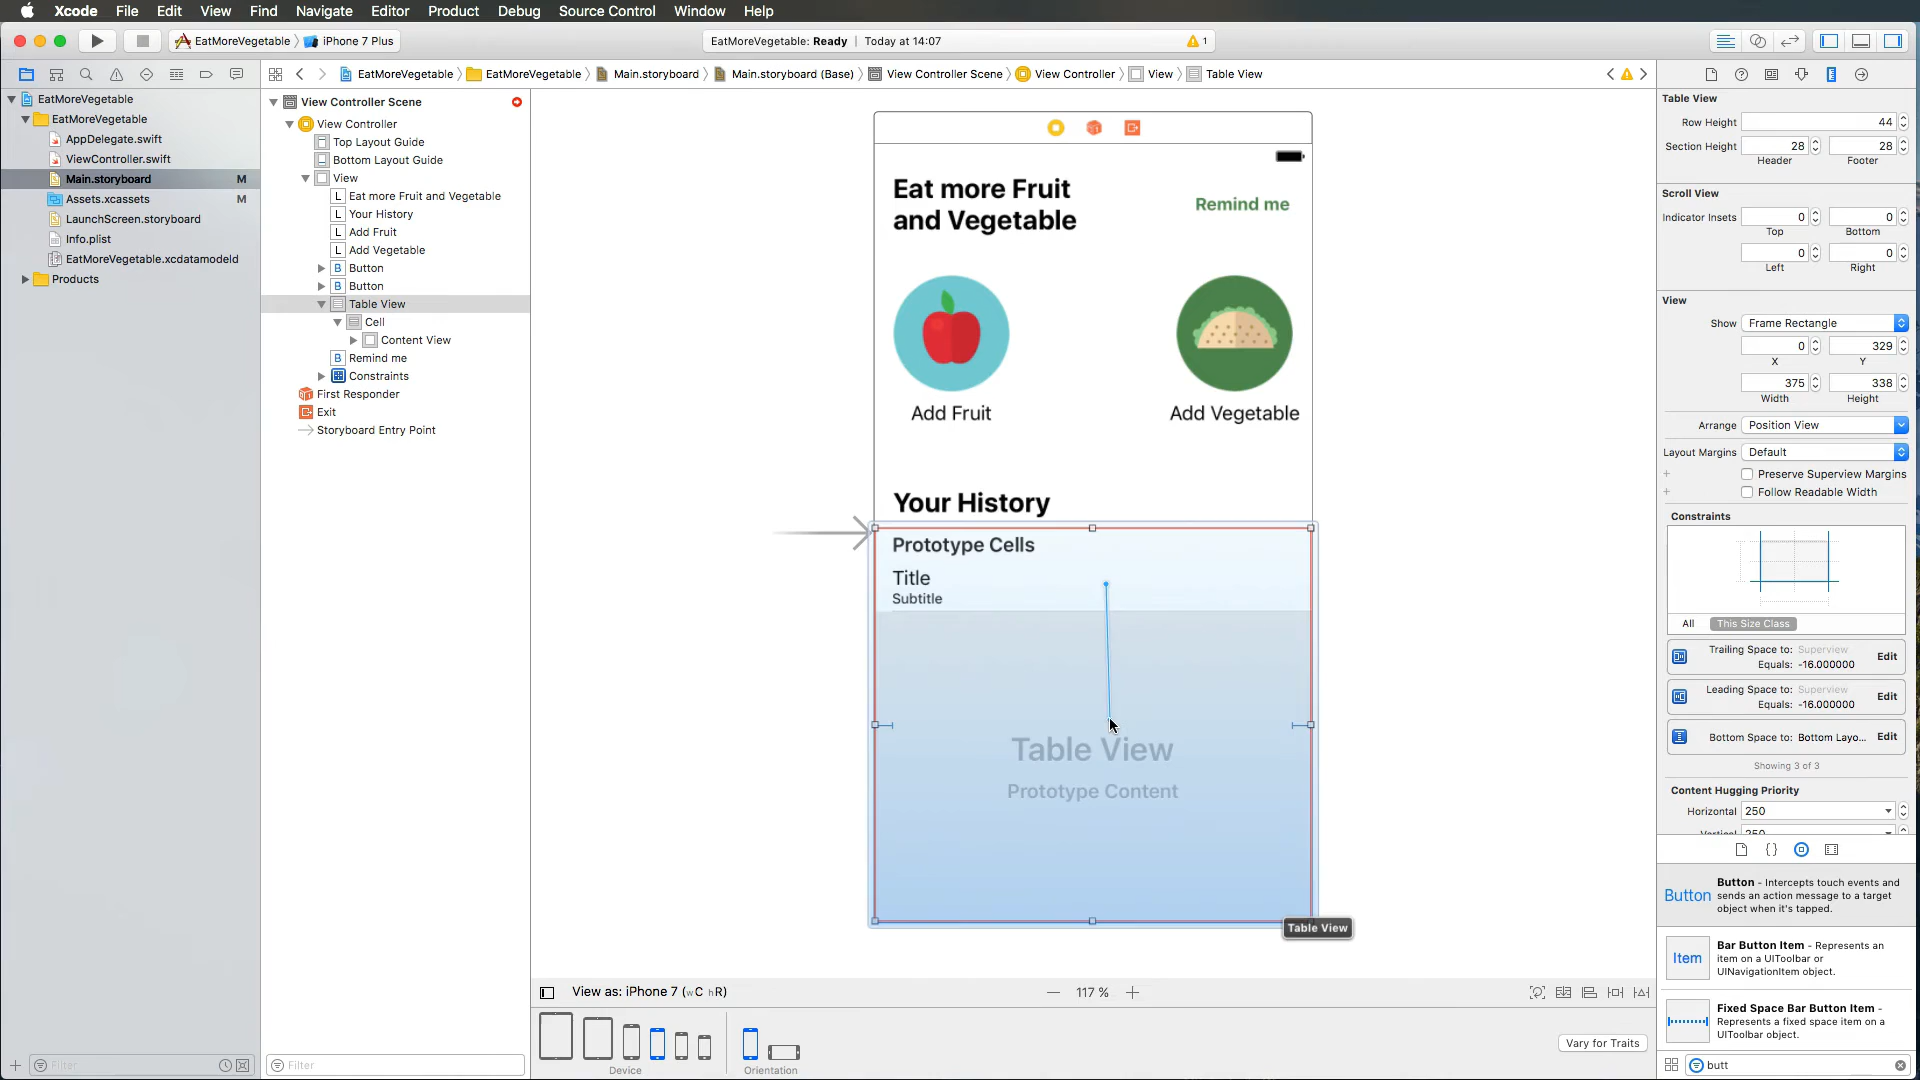 Xcode File Edit View Find Navigate Editor Product Debug Source Control Window Help
EatMoreVegetable iPhone 7 Plus
EatMoreVegetable: Ready | Today at 14:07
1
EatMoreVegetable EatMoreVegetable Main.storyboard Main.storyboard (Base) View Controller Scene View Controller View Table View
EatMoreVegetable
EatMoreVegetable
AppDelegate.swift
ViewController.swift
Main.storyboard M
Assets.xcassets M
LaunchScreen.storyboard
Info.plist
EatMoreVegetable.xcdatamodeld
Products
Filter
View Controller Scene
View Controller
Top Layout Guide
Bottom Layout Guide
View
L Eat more Fruit and Vegetable
L Your History
L Add Fruit
L Add Vegetable
B Button
B Button
Table View
Cell
Content View
B Remind me
Constraints
First Responder
Exit
Storyboard Entry Point
Filter
Eat more Fruit
and Vegetable
Remind me
Add Fruit
Add Vegetable
Your History
Prototype Cells
Title
Subtitle
Table View
Prototype Content
Table View
View as: iPhone 7 (wC hR)
117 %
Device
Orientation
Vary for Traits
Table View
Row Height 44
Section Height 28 28
Header Footer
Scroll View
Indicator Insets 0 0
Top Bottom
0 0
Left Right
View
Show Frame Rectangle
0 329
X Y
375 338
Width Height
Arrange Position View
Layout Margins Default
Preserve Superview Margins
Follow Readable Width
Constraints
All This Size Class
Trailing Space to: Superview
Equals: -16.000000
Edit
Leading Space to: Superview
Equals: -16.000000
Edit
Bottom Space to: Bottom Layo... Edit
Showing 3 of 3
Content Hugging Priority
Horizontal 250
Vertical 250
Button
Button - Intercepts touch events and
sends an action message to a target
object when it's tapped.
Item
Bar Button Item - Represents an
item on a UIToolbar or
UINavigationItem object.
Fixed Space Bar Button Item -
Represents a fixed space item on a
UIToolbar object.
butt